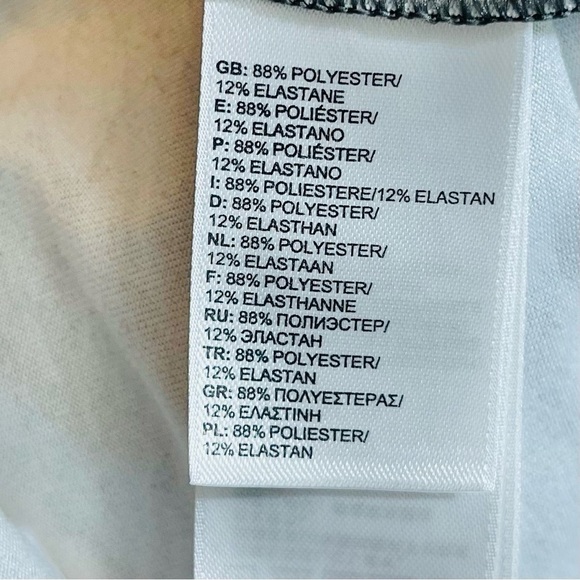 GB: 88% POLYESTER/
12% ELASTANE
E: 88% POLIÉSTER/
12% ELASTANO
P: 88% POLIÉSTER/
12% ELASTANO
I: 88% POLIESTERE/12% ELASTAN
D: 88% POLYESTER/
12% ELASTHAN
NL: 88% POLYESTER/
12% ELASTAAN
F: 88% POLYESTER/
12% ELASTHANNE
RU: 88% ПОЛИЭСТЕР/
12% ЭЛАСТАН
TR: 88% POLYESTER/
12% ELASTAN
GR: 88% ΠΟΛΥΕΣΤΕΡΑΣ/
12% ΕΛΑΣΤΙΝΗ
PL: 88% POLIESTER/
12% ELASTAN